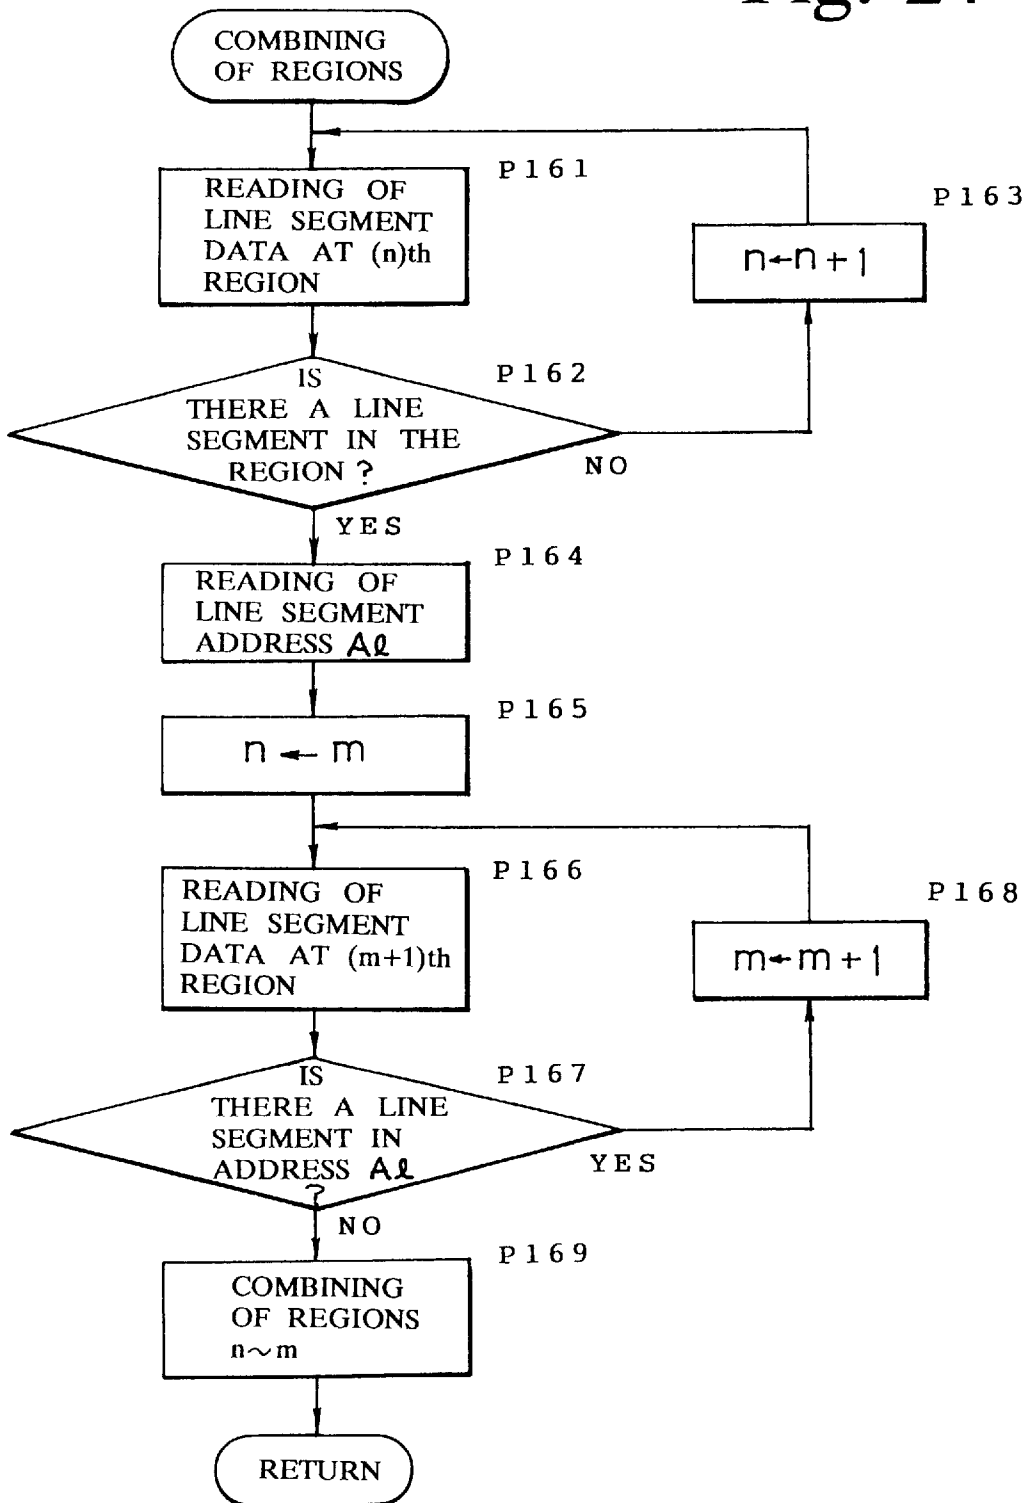 COMBINING
OF REGIONS
P161
READING OF
LINE SEGMENT
DATA AT (n)th
REGION
P163
n←n+1
P162
IS
THERE A LINE
SEGMENT IN THE
REGION?
NO
YES
P164
READING OF
LINE SEGMENT
ADDRESS Al
P165
n ← m
P166
READING OF
LINE SEGMENT
DATA AT (m+1)th
REGION
P168
m←m+1
P167
IS
THERE A LINE
SEGMENT IN
ADDRESS Al
?
YES
NO
P169
COMBINING
OF REGIONS
n~m
RETURN